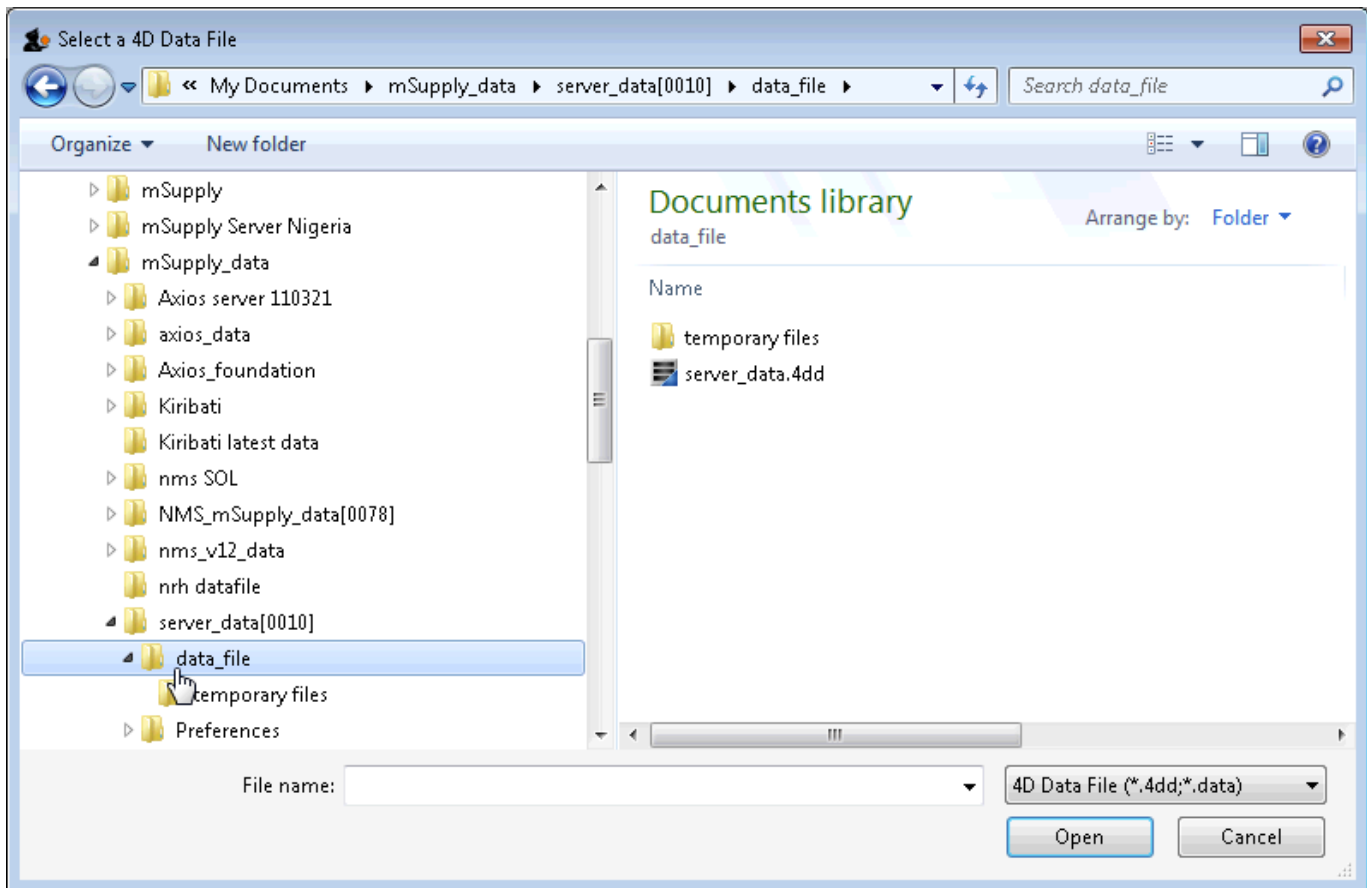 Select a 4D Data File
« My Documents ▸ mSupply_data ▸ server_data[0010] ▸ data_file ▸
Search data_file
Organize New folder
mSupply
mSupply Server Nigeria
mSupply_data
Axios server 110321
axios_data
Axios_foundation
Kiribati
Kiribati latest data
nms SOL
NMS_mSupply_data[0078]
nms_v12_data
nrh datafile
server_data[0010]
data_file
temporary files
Preferences
Documents library
data_file
Arrange by: Folder
Name
temporary files
server_data.4dd
File name:
4D Data File (*.4dd;*.data)
Open Cancel